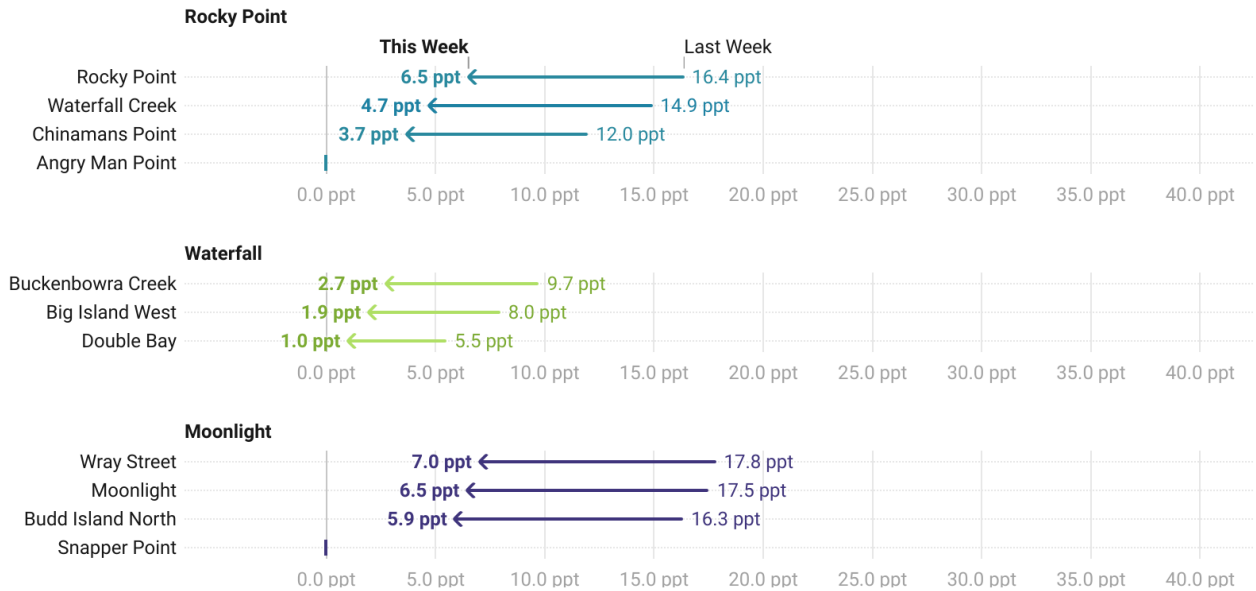 Rocky Point
This Week Last Week
Rocky Point 6.5 ppt 16.4 ppt
Waterfall Creek 4.7 ppt 14.9 ppt
Chinamans Point 3.7 ppt 12.0 ppt
Angry Man Point
0.0 ppt 5.0 ppt 10.0 ppt 15.0 ppt 20.0 ppt 25.0 ppt 30.0 ppt 35.0 ppt 40.0 ppt
Waterfall
Buckenbowra Creek 2.7 ppt 9.7 ppt
Big Island West 1.9 ppt 8.0 ppt
Double Bay 1.0 ppt 5.5 ppt
0.0 ppt 5.0 ppt 10.0 ppt 15.0 ppt 20.0 ppt 25.0 ppt 30.0 ppt 35.0 ppt 40.0 ppt
Moonlight
Wray Street 7.0 ppt 17.8 ppt
Moonlight 6.5 ppt 17.5 ppt
Budd Island North 5.9 ppt 16.3 ppt
Snapper Point
0.0 ppt 5.0 ppt 10.0 ppt 15.0 ppt 20.0 ppt 25.0 ppt 30.0 ppt 35.0 ppt 40.0 ppt